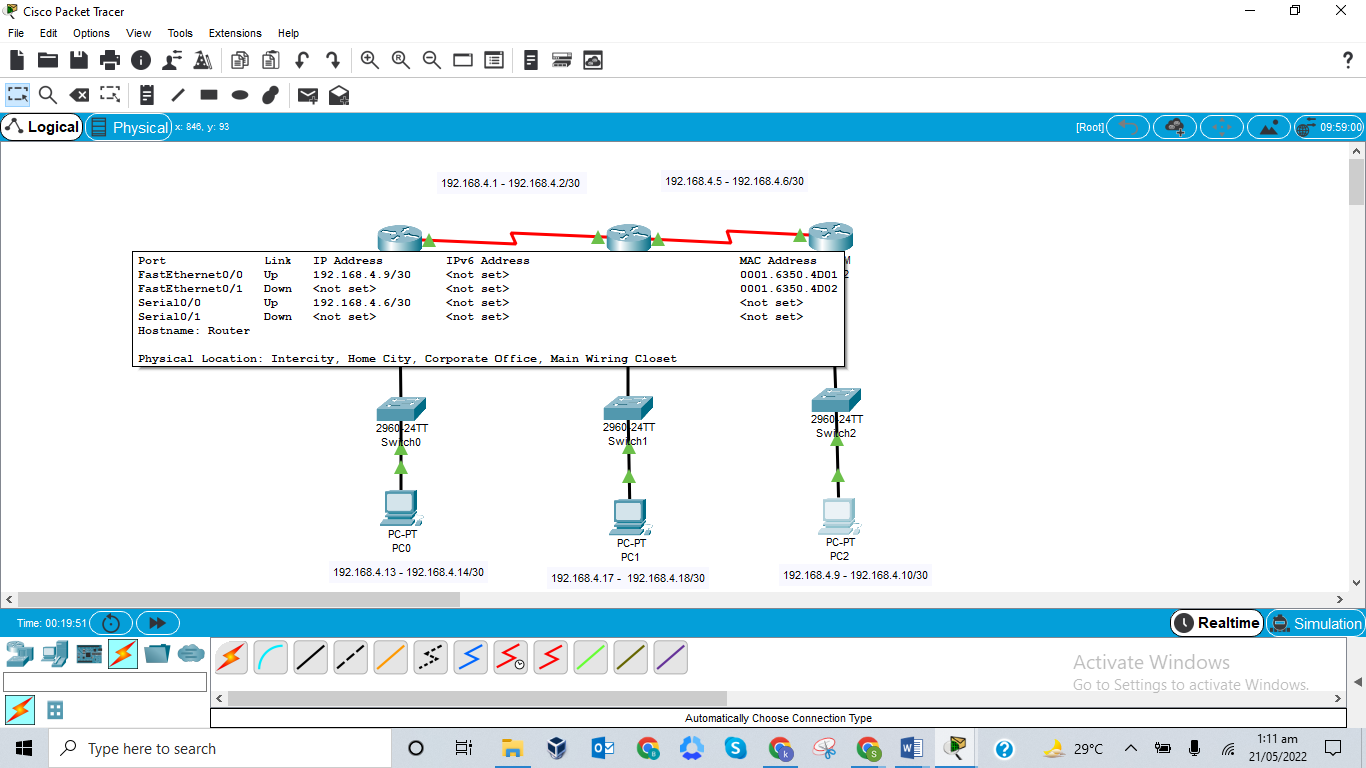 Cisco Packet Tracer
File Edit Options View Tools Extensions Help
Logical Physical x: 846, y: 93 [Root] 09:59:00
192.168.4.1 - 192.168.4.2/30 192.168.4.5 - 192.168.4.6/30
Port Link IP Address IPv6 Address MAC Address
FastEthernet0/0 Up 192.168.4.9/30 <not set> 0001.6350.4D01
FastEthernet0/1 Down <not set> <not set> 0001.6350.4D02
Serial0/0 Up 192.168.4.6/30 <not set> <not set>
Serial0/1 Down <not set> <not set> <not set>
Hostname: Router
Physical Location: Intercity, Home City, Corporate Office, Main Wiring Closet
2960-24TT 2960-24TT 2960-24TT
Switch0 Switch1 Switch2
PC-PT PC-PT PC-PT
PC0 PC1 PC2
192.168.4.13 - 192.168.4.14/30 192.168.4.17 - 192.168.4.18/30 192.168.4.9 - 192.168.4.10/30
Time: 00:19:51 Realtime Simulation
Activate Windows
Go to Settings to activate Windows.
Automatically Choose Connection Type
Type here to search 29°C 1:11 am
21/05/2022